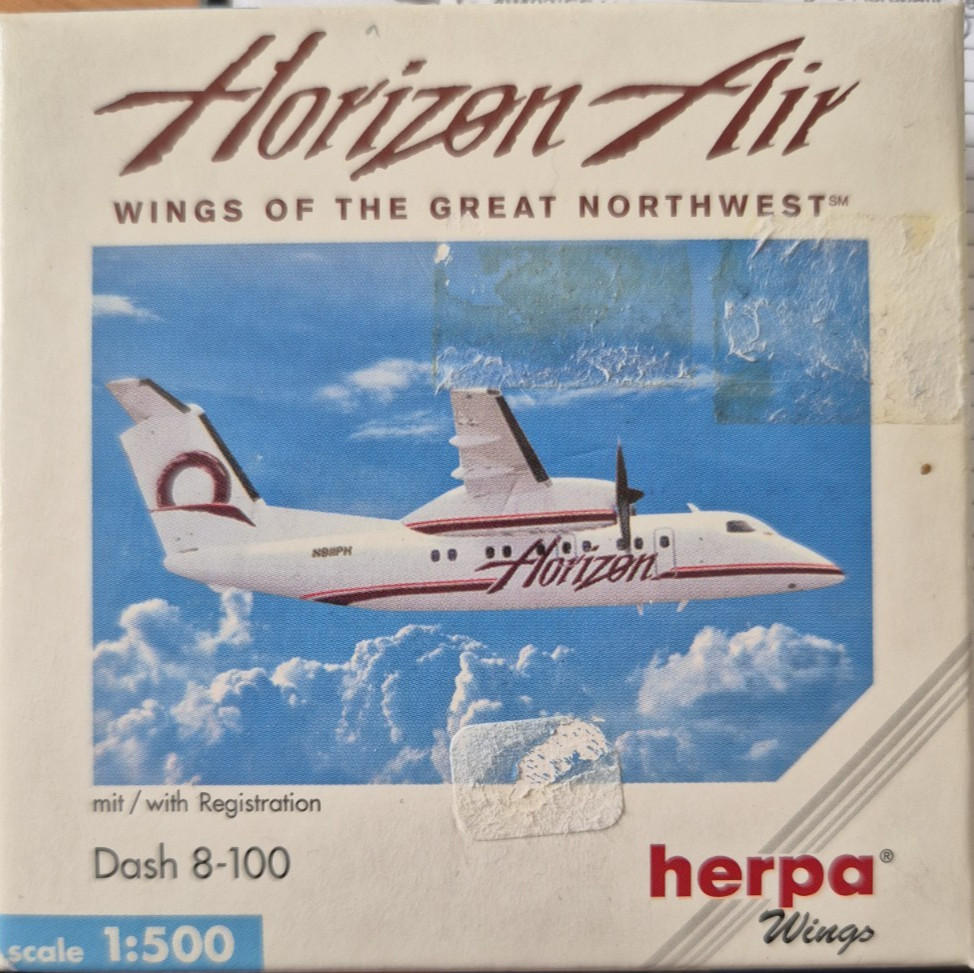 Horizon Air
WINGS OF THE GREAT NORTHWEST℠
N911PH
Horizon
mit / with Registration
Dash 8-100
herpa®
Wings
scale 1:500